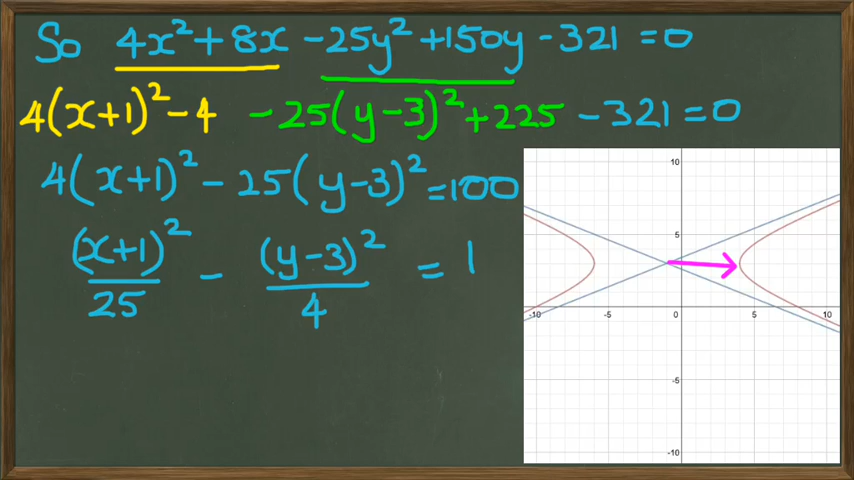 So 4x² + 8x - 25y² + 150y - 321 = 0
4(x+1)² - 4 - 25(y-3)² + 225 - 321 = 0
4(x+1)² - 25(y-3)² = 100
(x+1)²/25 - (y-3)²/4 = 1
10
5
-10 -5 0 5 10
-5
-10